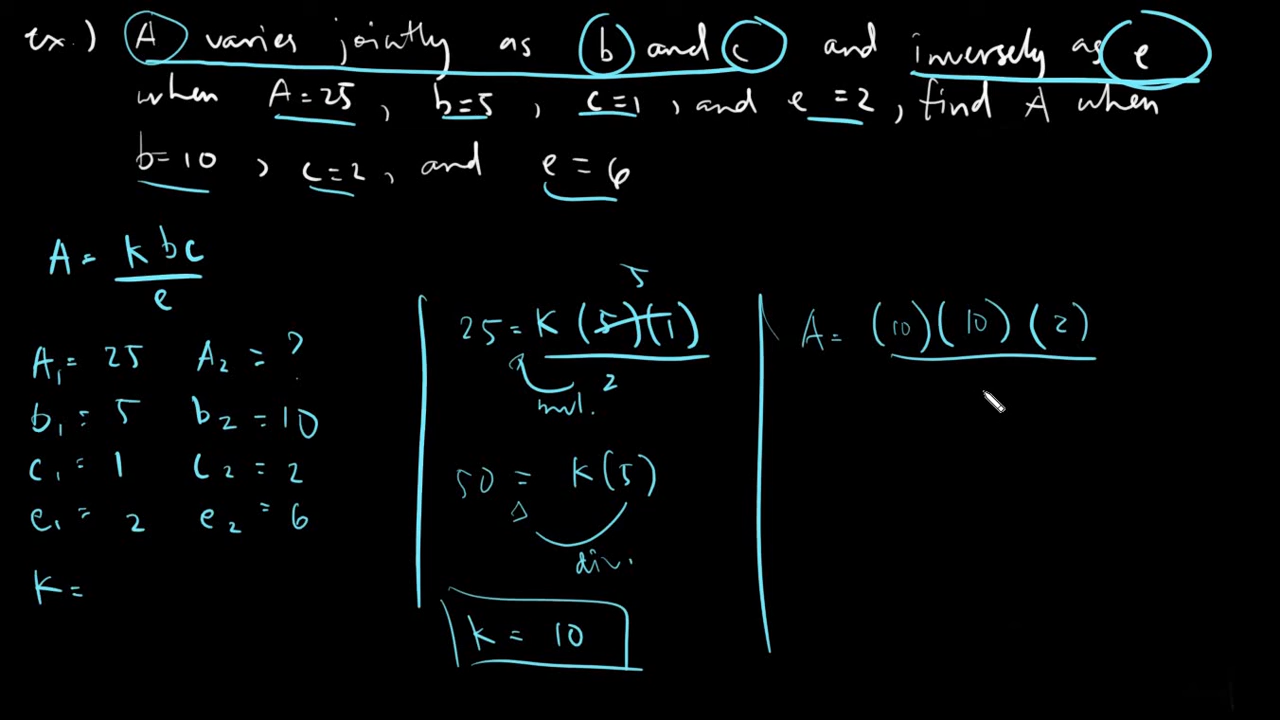 ex.) A varies jointly as b and c and inversely as e
when A=25, b=5, c=1, and e =2, find A when
b=10, c=2, and e = 6
A = k b c
e
A₁ = 25 A₂ = ?
b₁ = 5 b₂ = 10
c₁ = 1 c₂ = 2
e₁ = 2 e₂ = 6
K =
5
25 = K (5)(1)
2
mul.
50 = K(5)
div.
k = 10
A = (10)(10)(2)